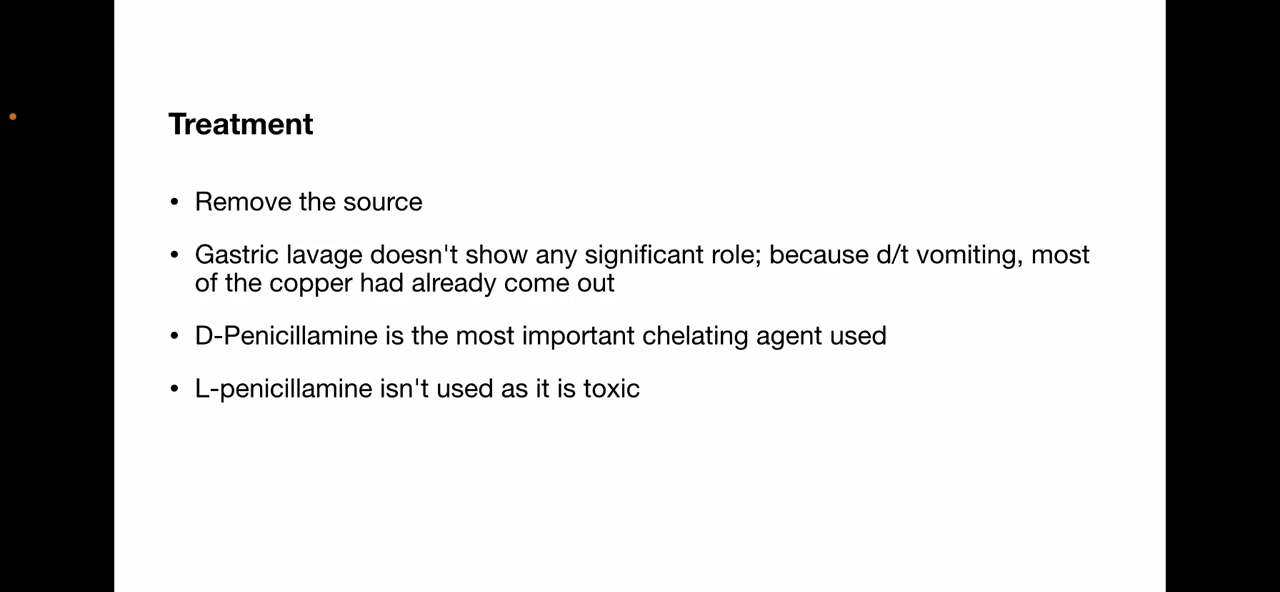 Treatment
• Remove the source
• Gastric lavage doesn't show any significant role; because d/t vomiting, most
of the copper had already come out
• D-Penicillamine is the most important chelating agent used
• L-penicillamine isn't used as it is toxic